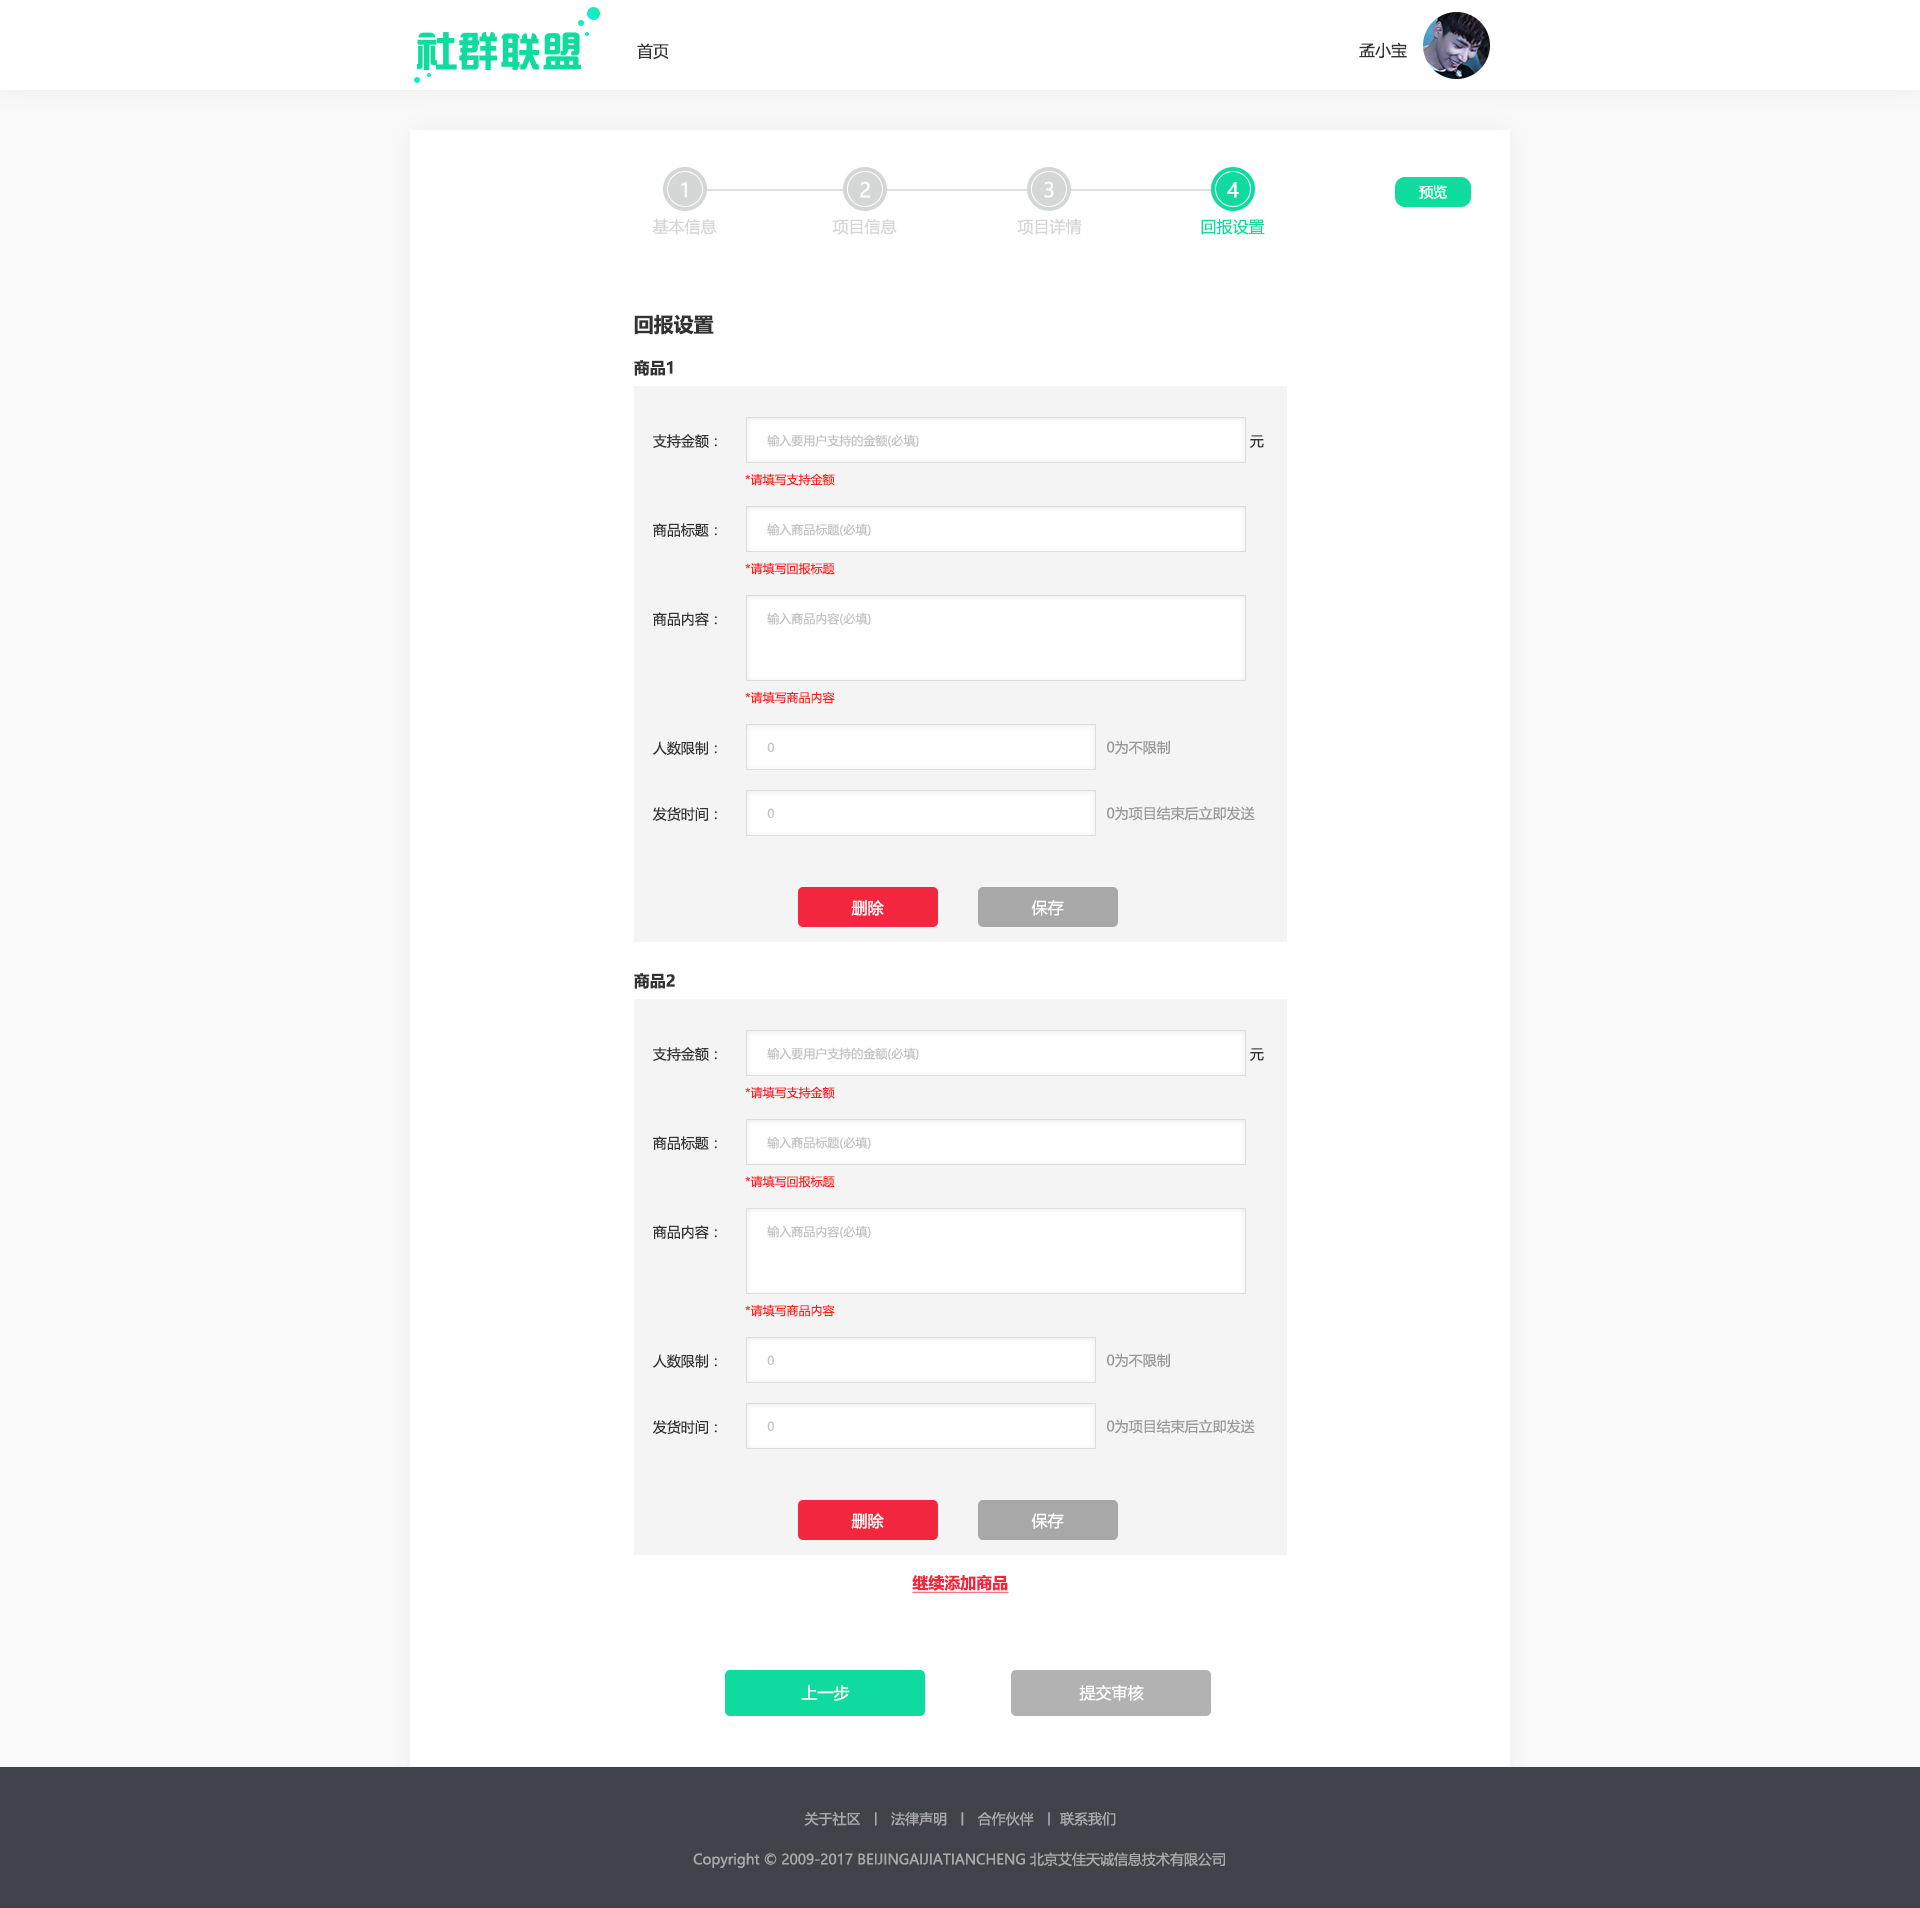 社群联盟
首页
孟小宝
1
2
3
4
基本信息
项目信息
项目详情
回报设置
预览
回报设置
商品1
支持金额：
输入要用户支持的金额(必填)
元
*请填写支持金额
商品标题：
输入商品标题(必填)
*请填写回报标题
商品内容：
输入商品内容(必填)
*请填写商品内容
人数限制：
0
0为不限制
发货时间：
0
0为项目结束后立即发送
删除
保存
商品2
支持金额：
输入要用户支持的金额(必填)
元
*请填写支持金额
商品标题：
输入商品标题(必填)
*请填写回报标题
商品内容：
输入商品内容(必填)
*请填写商品内容
人数限制：
0
0为不限制
发货时间：
0
0为项目结束后立即发送
删除
保存
继续添加商品
上一步
提交审核
关于社区 | 法律声明 | 合作伙伴 | 联系我们
Copyright © 2009-2017 BEIJINGAIJIATIANCHENG 北京艾佳天诚信息技术有限公司